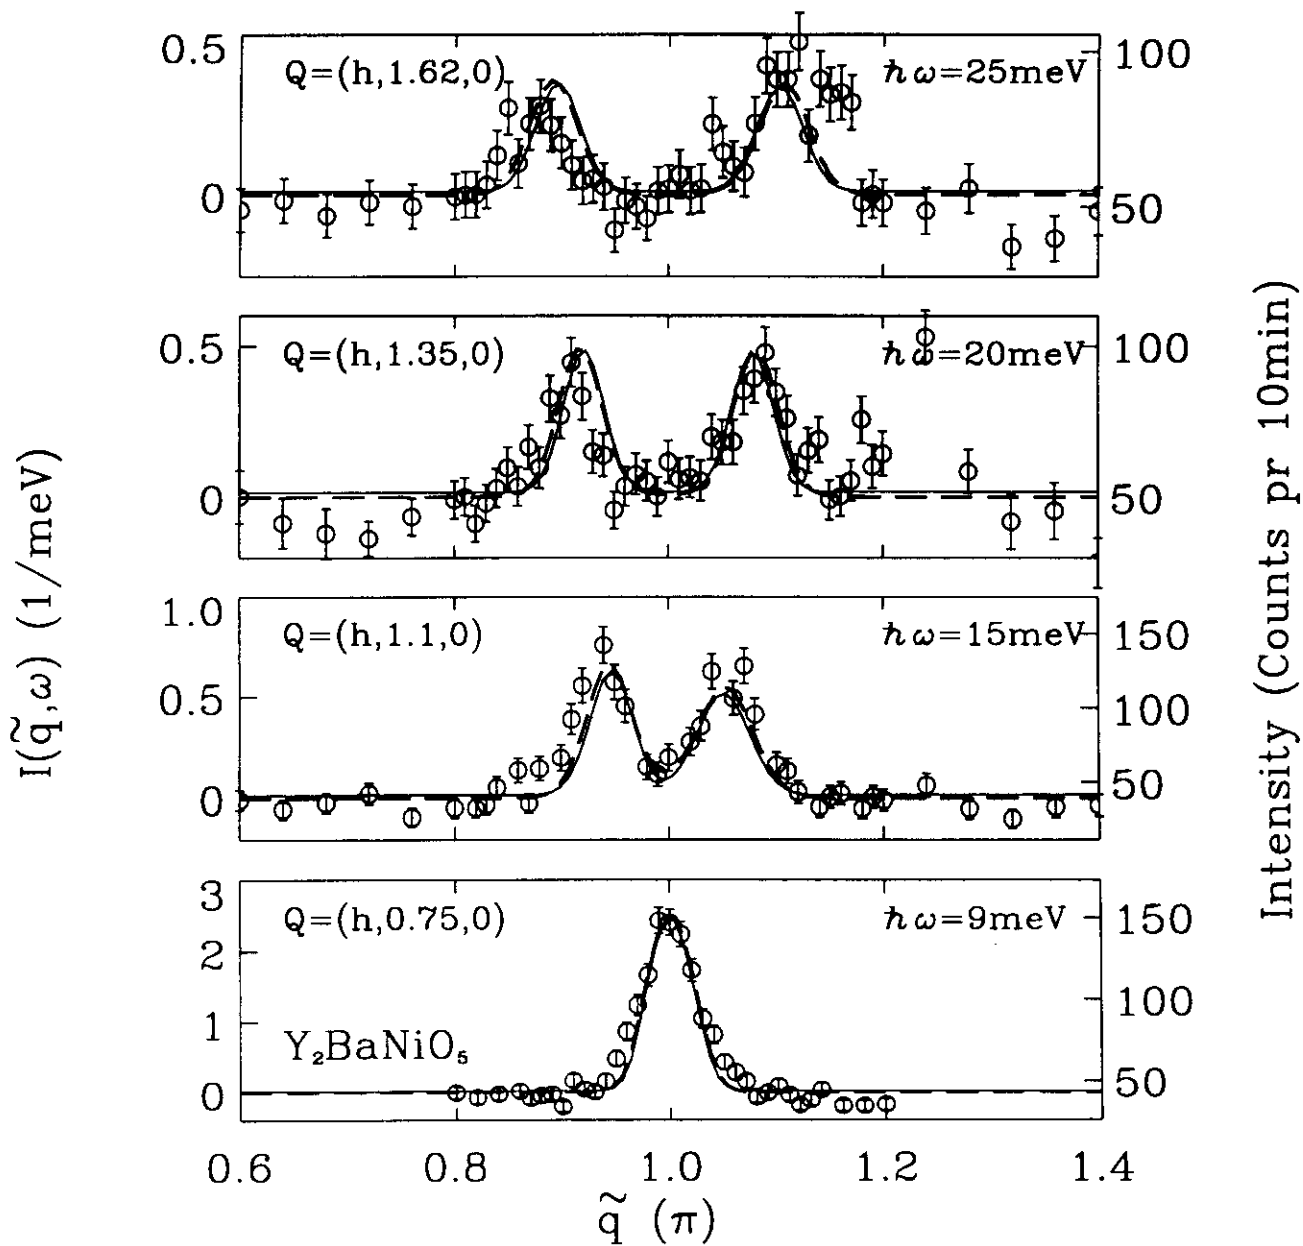 0.5
Q=(h,1.62,0)
ħω=25meV
100
0
50
0.5
Q=(h,1.35,0)
ħω=20meV
100
0
50
1.0
Q=(h,1.1,0)
ħω=15meV
150
0.5
100
0
50
3
Q=(h,0.75,0)
ħω=9meV
150
2
100
1
Y₂BaNiO₅
0
50
0.6 0.8 1.0 1.2 1.4
q̃ (π)
I(q̃,ω) (1/meV)
Intensity (Counts pr 10min)